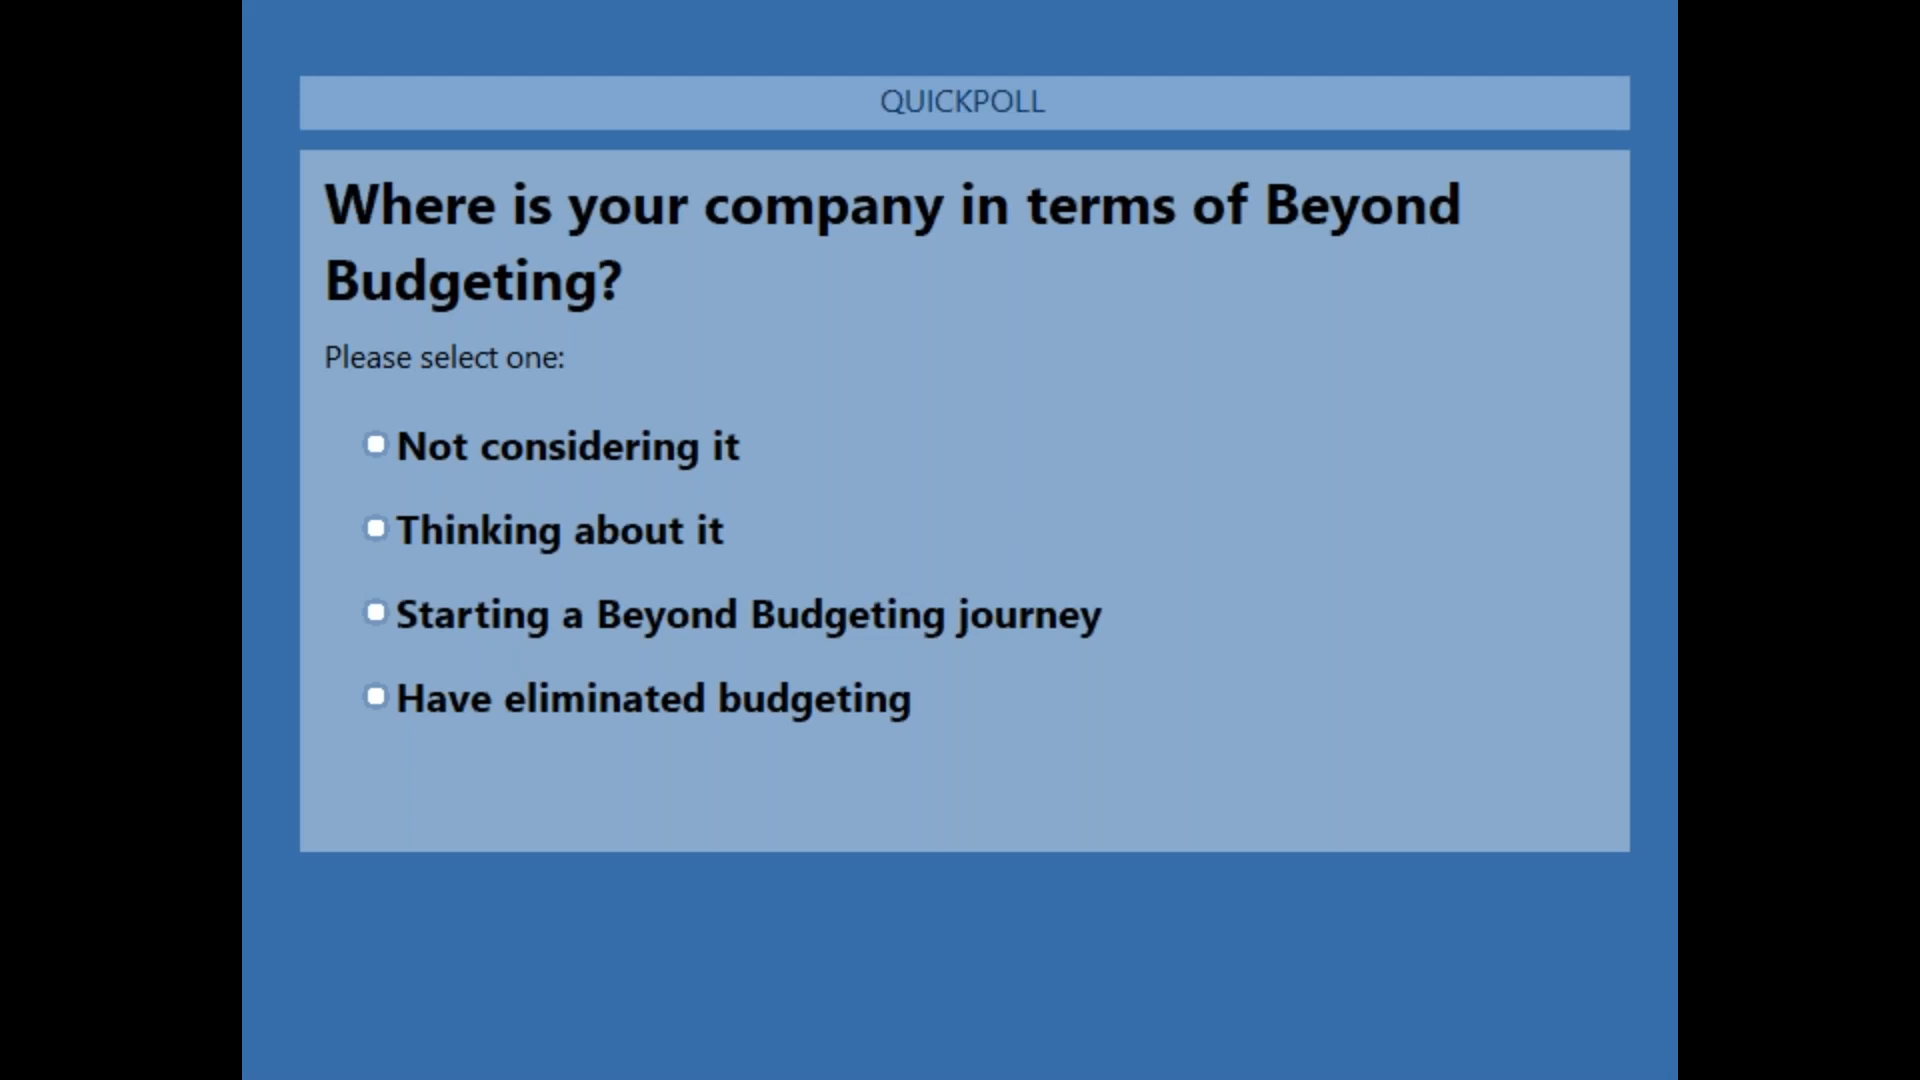 QUICKPOLL
Where is your company in terms of Beyond
Budgeting?
Please select one:
Not considering it
Thinking about it
Starting a Beyond Budgeting journey
Have eliminated budgeting